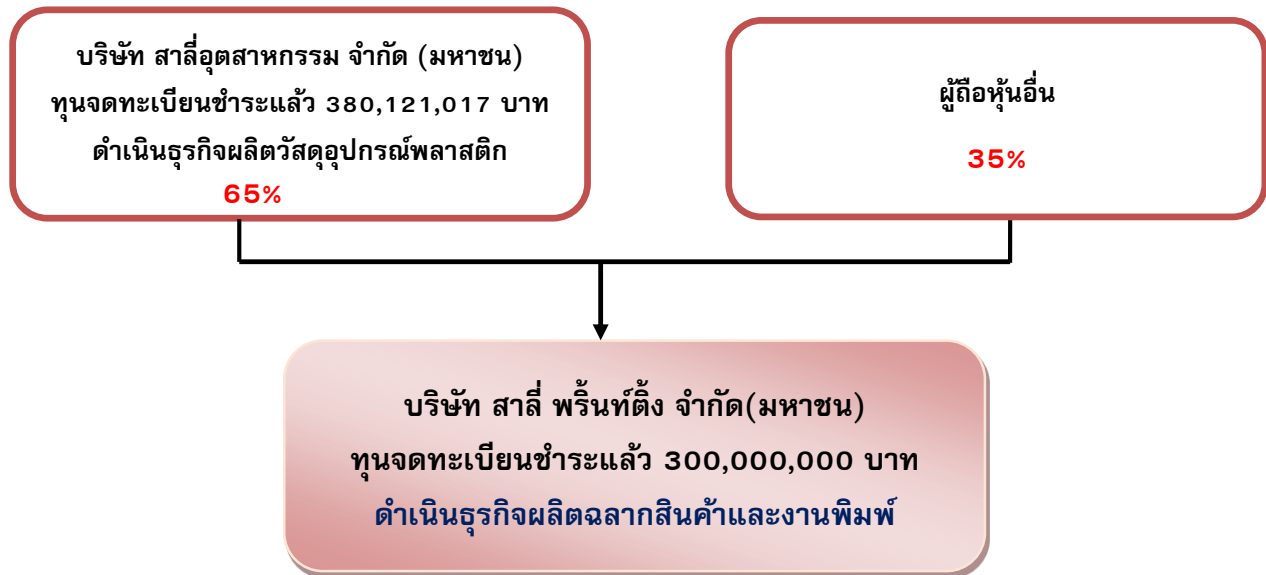 บริษัท สาลี่อุตสาหกรรม จำกัด (มหาชน)
ทุนจดทะเบียนชำระแล้ว 380,121,017 บาท
ดำเนินธุรกิจผลิตวัสดุอุปกรณ์พลาสติก
65%
ผู้ถือหุ้นอื่น
35%
บริษัท สาลี่ พริ้นท์ติ้ง จำกัด(มหาชน)
ทุนจดทะเบียนชำระแล้ว 300,000,000 บาท
ดำเนินธุรกิจผลิตฉลากสินค้าและงานพิมพ์